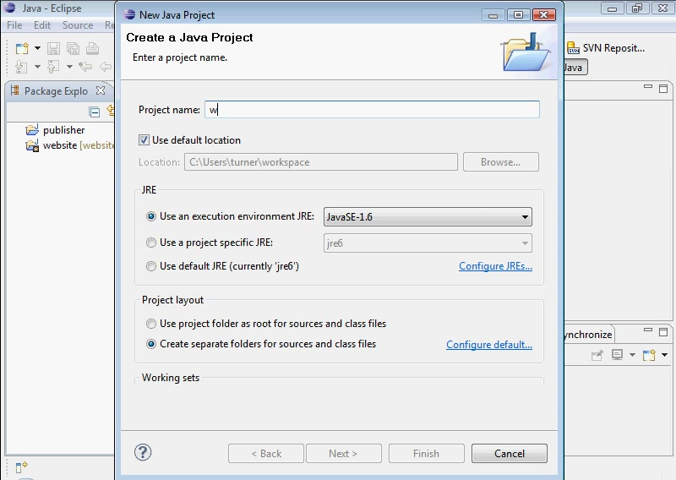 Java - Eclipse
File Edit Source Re
New Java Project
Create a Java Project
Enter a project name.
SVN Reposit...
Java
Package Explo
publisher
website [website
Project name: w
Use default location
Location: C:\Users\turner\workspace Browse...
JRE
Use an execution environment JRE: JavaSE-1.6
Use a project specific JRE: jre6
Use default JRE (currently 'jre6') Configure JREs...
Project layout
Use project folder as root for sources and class files
Create separate folders for sources and class files Configure default...
ynchronize
Working sets
? < Back Next > Finish Cancel